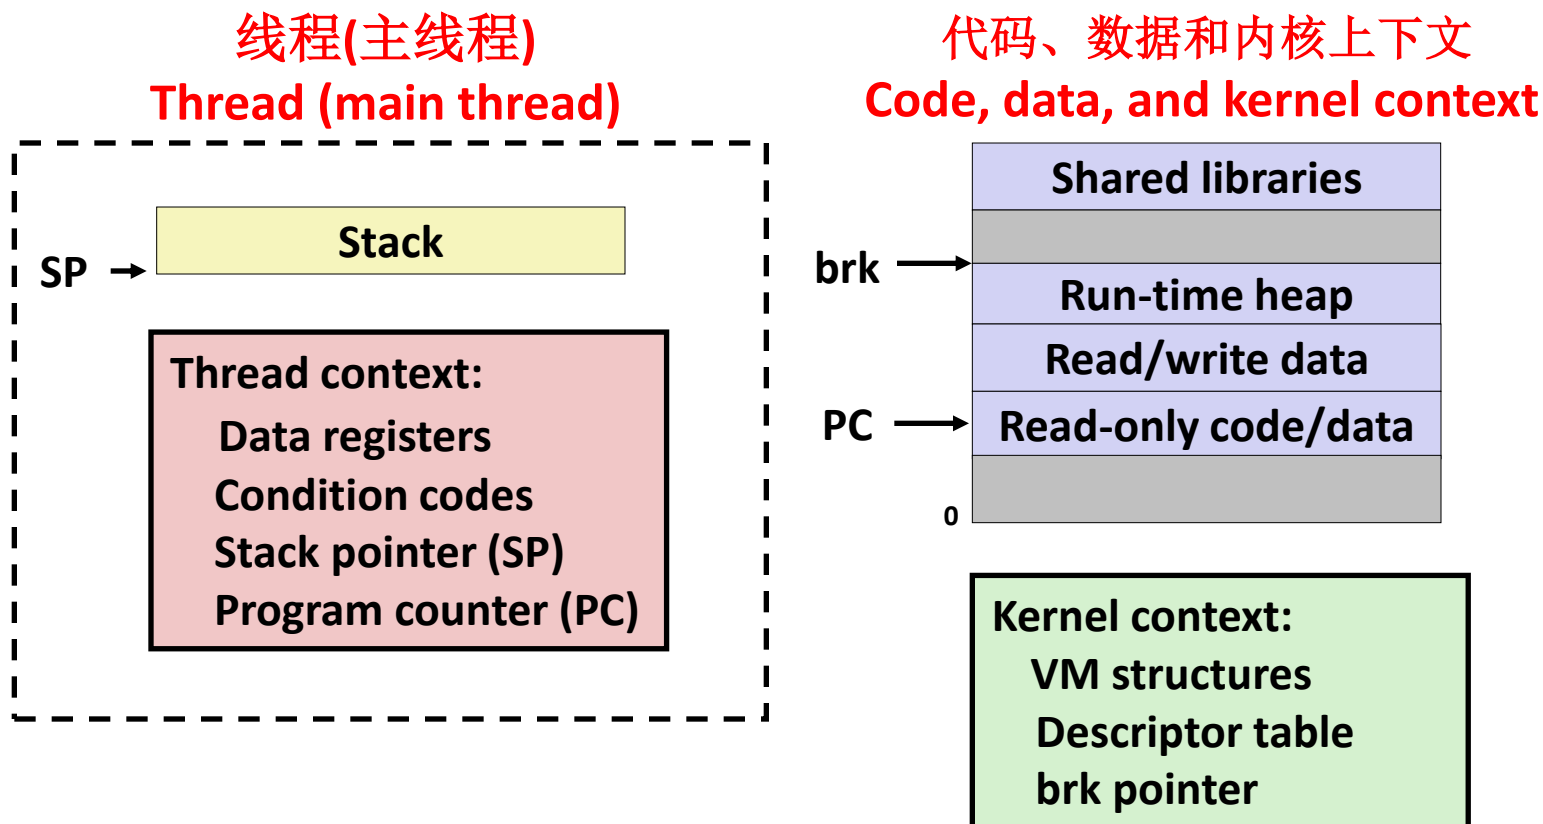 线程(主线程)
Thread (main thread)
SP
Stack
Thread context:
Data registers
Condition codes
Stack pointer (SP)
Program counter (PC)
代码、数据和内核上下文
Code, data, and kernel context
Shared libraries
brk
Run-time heap
Read/write data
PC
Read-only code/data
0
Kernel context:
VM structures
Descriptor table
brk pointer